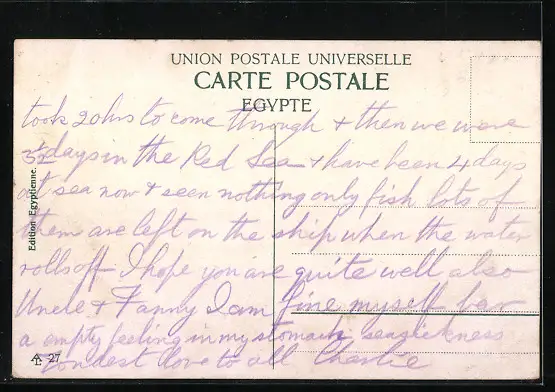 UNION POSTALE UNIVERSELLE
CARTE POSTALE
EGYPTE
took 20hrs to come through & then we were
3½ days in the Red Sea & have been 4 days
at sea now & seen nothing only fish lots of
them are left on the ship when the water
rolls off I hope you are quite well also
Uncle & Fanny I am fine myself bar
a empty feeling in my stomach seasickness
Fondest love to all Charlie
Edition Egyptienne.
27